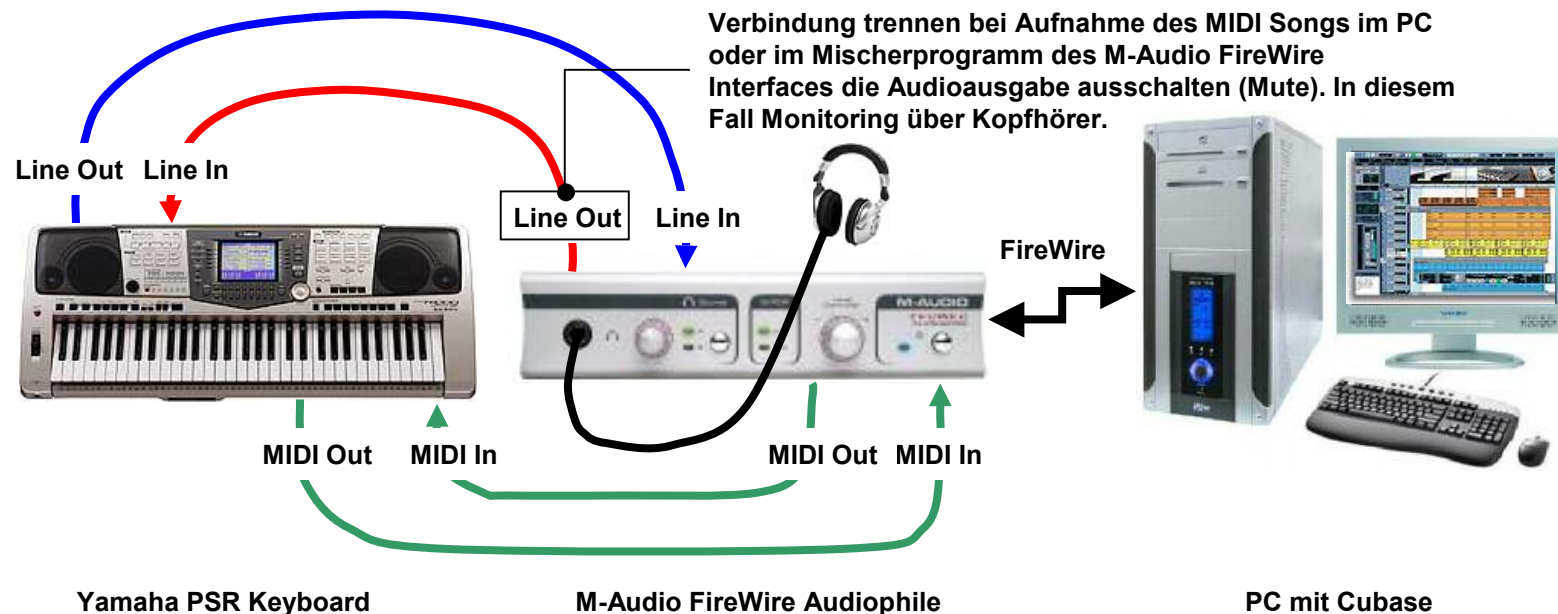 Verbindung trennen bei Aufnahme des MIDI Songs im PC
oder im Mischerprogramm des M-Audio FireWire
Interfaces die Audioausgabe ausschalten (Mute). In diesem
Fall Monitoring über Kopfhörer.
Line Out Line In
Line Out Line In
FireWire
M-AUDIO
MIDI Out MIDI In
MIDI Out MIDI In
Yamaha PSR Keyboard
M-Audio FireWire Audiophile
PC mit Cubase